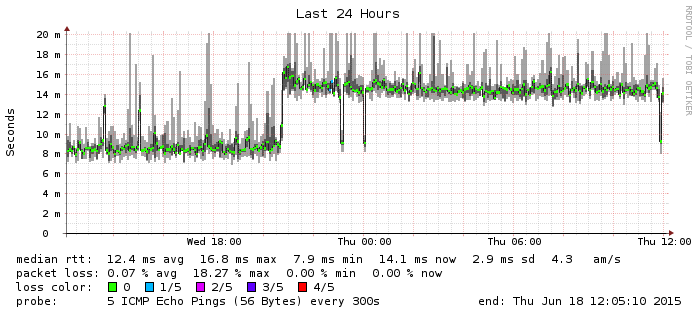 Last 24 Hours
RRDTOOL / TOBI OETIKER
Seconds
20 m
18 m
16 m
14 m
12 m
10 m
8 m
6 m
4 m
2 m
0
Wed 18:00 Thu 00:00 Thu 06:00 Thu 12:00
median rtt: 12.4 ms avg 16.8 ms max 7.9 ms min 14.1 ms now 2.9 ms sd 4.3 am/s
packet loss: 0.07 % avg 18.27 % max 0.00 % min 0.00 % now
loss color: 0 1/5 2/5 3/5 4/5
probe: 5 ICMP Echo Pings (56 Bytes) every 300s end: Thu Jun 18 12:05:10 2015